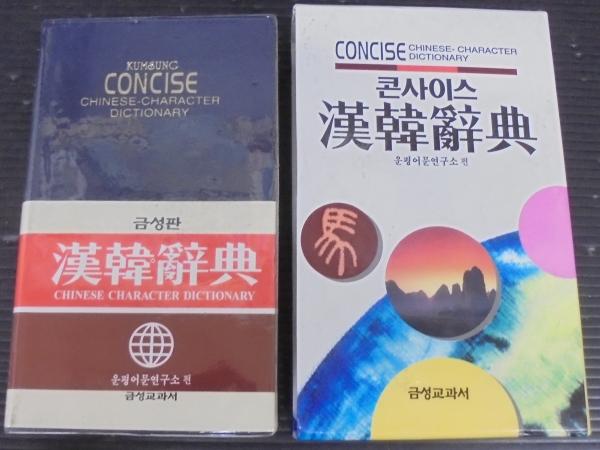 KUMSUNG
CONCISE
CHINESE-CHARACTER
DICTIONARY
금성판
漢韓辭典
CHINESE CHARACTER DICTIONARY
운평어문연구소 편
금성교과서
CONCISE CHINESE-CHARACTER
DICTIONARY
콘사이스
漢韓辭典
운평어문연구소 편
馬
금성교과서